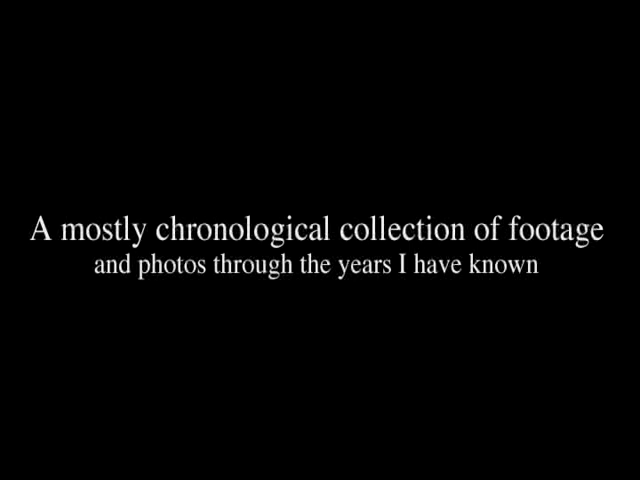 A mostly chronological collection of footage
and photos through the years I have known